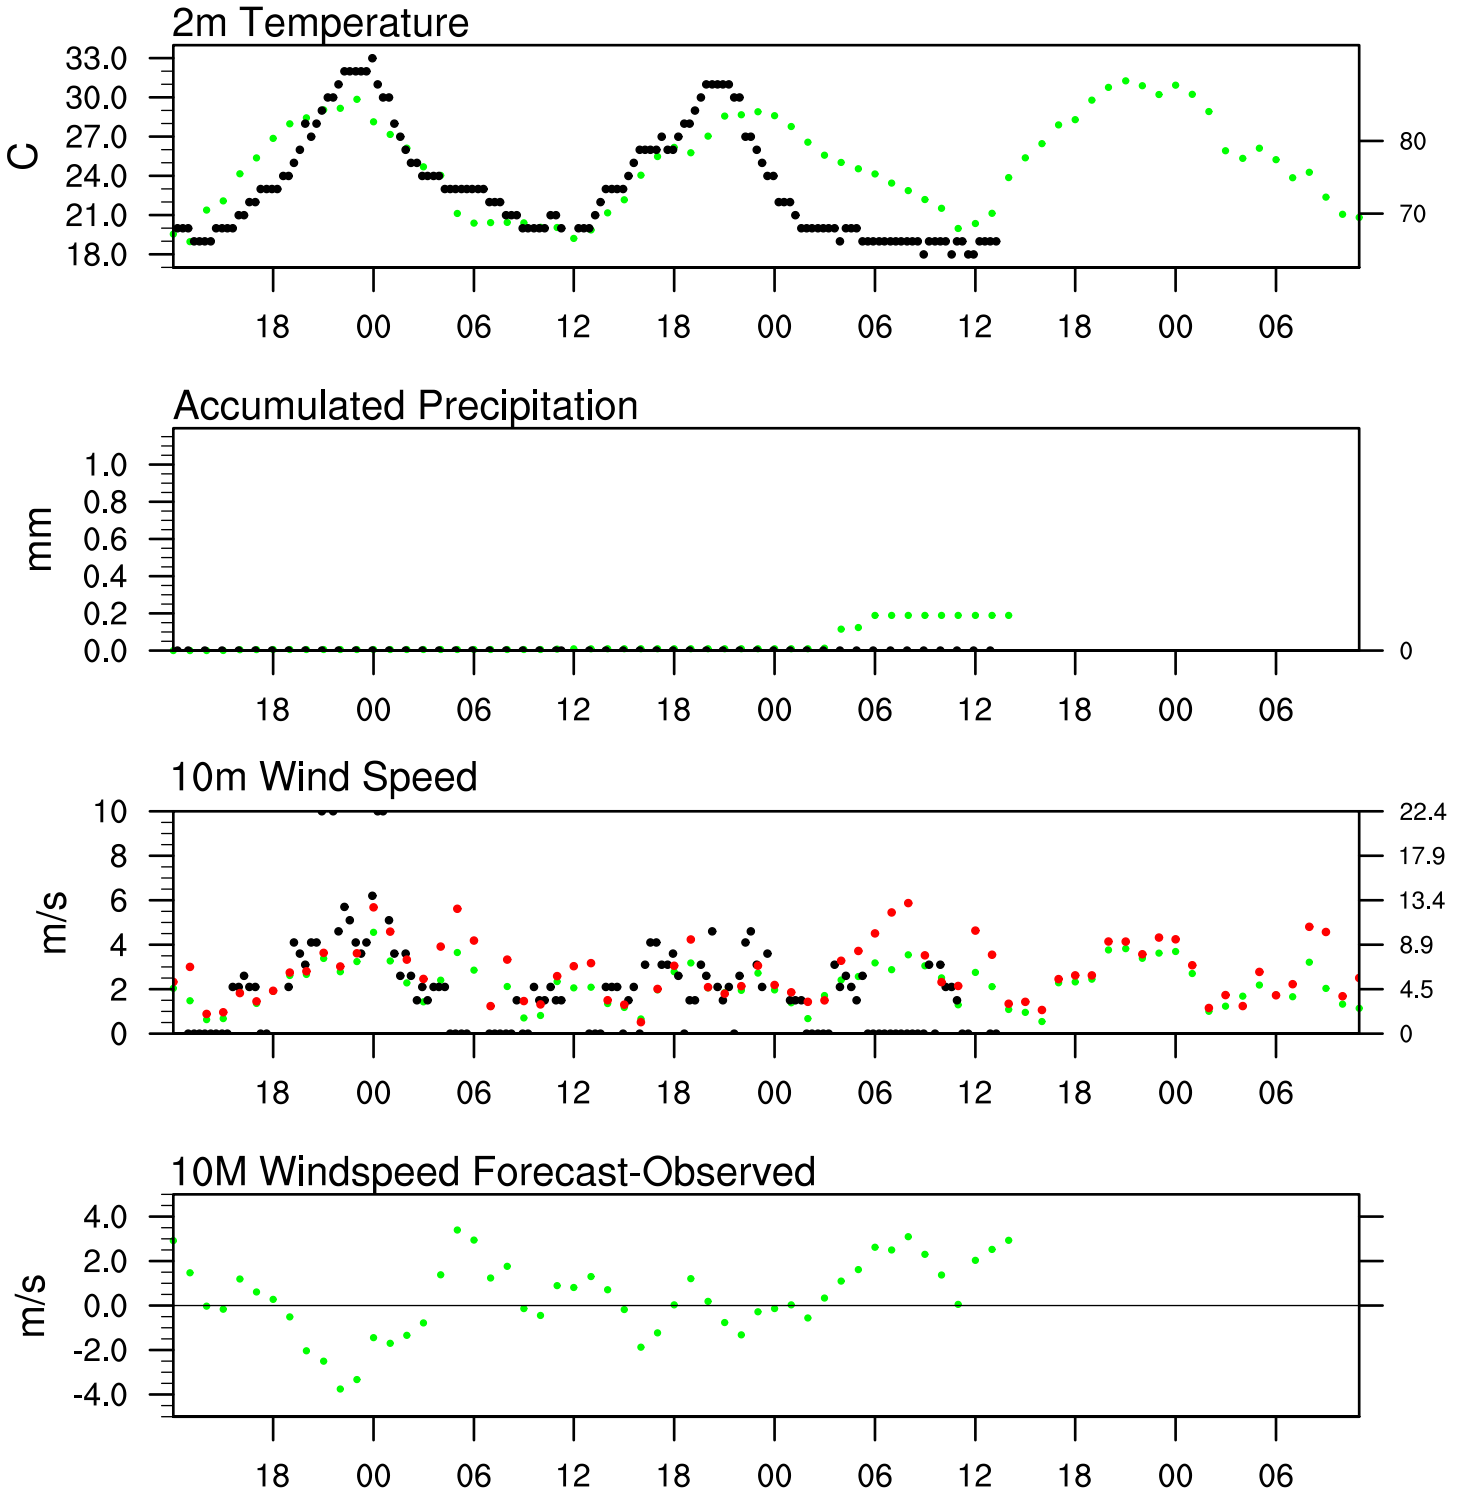 2m Temperature
33.0
30.0
27.0
24.0
21.0
18.0
C
80
70
18 00 06 12 18 00 06 12 18 00 06
Accumulated Precipitation
1.0
0.8
0.6
0.4
0.2
0.0
mm
0
18 00 06 12 18 00 06 12 18 00 06
10m Wind Speed
10
8
6
4
2
0
m/s
22.4
17.9
13.4
8.9
4.5
0
18 00 06 12 18 00 06 12 18 00 06
10M Windspeed Forecast-Observed
4.0
2.0
0.0
-2.0
-4.0
m/s
18 00 06 12 18 00 06 12 18 00 06